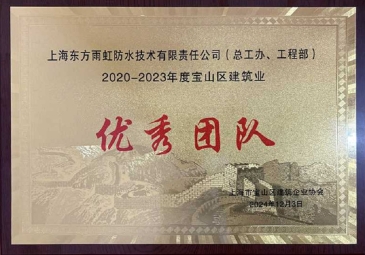 上海东方雨虹防水技术有限责任公司（总工办、工程部）
2020-2023年度宝山区建筑业
优秀团队
上海市宝山区建筑企业协会
2024年12月3日